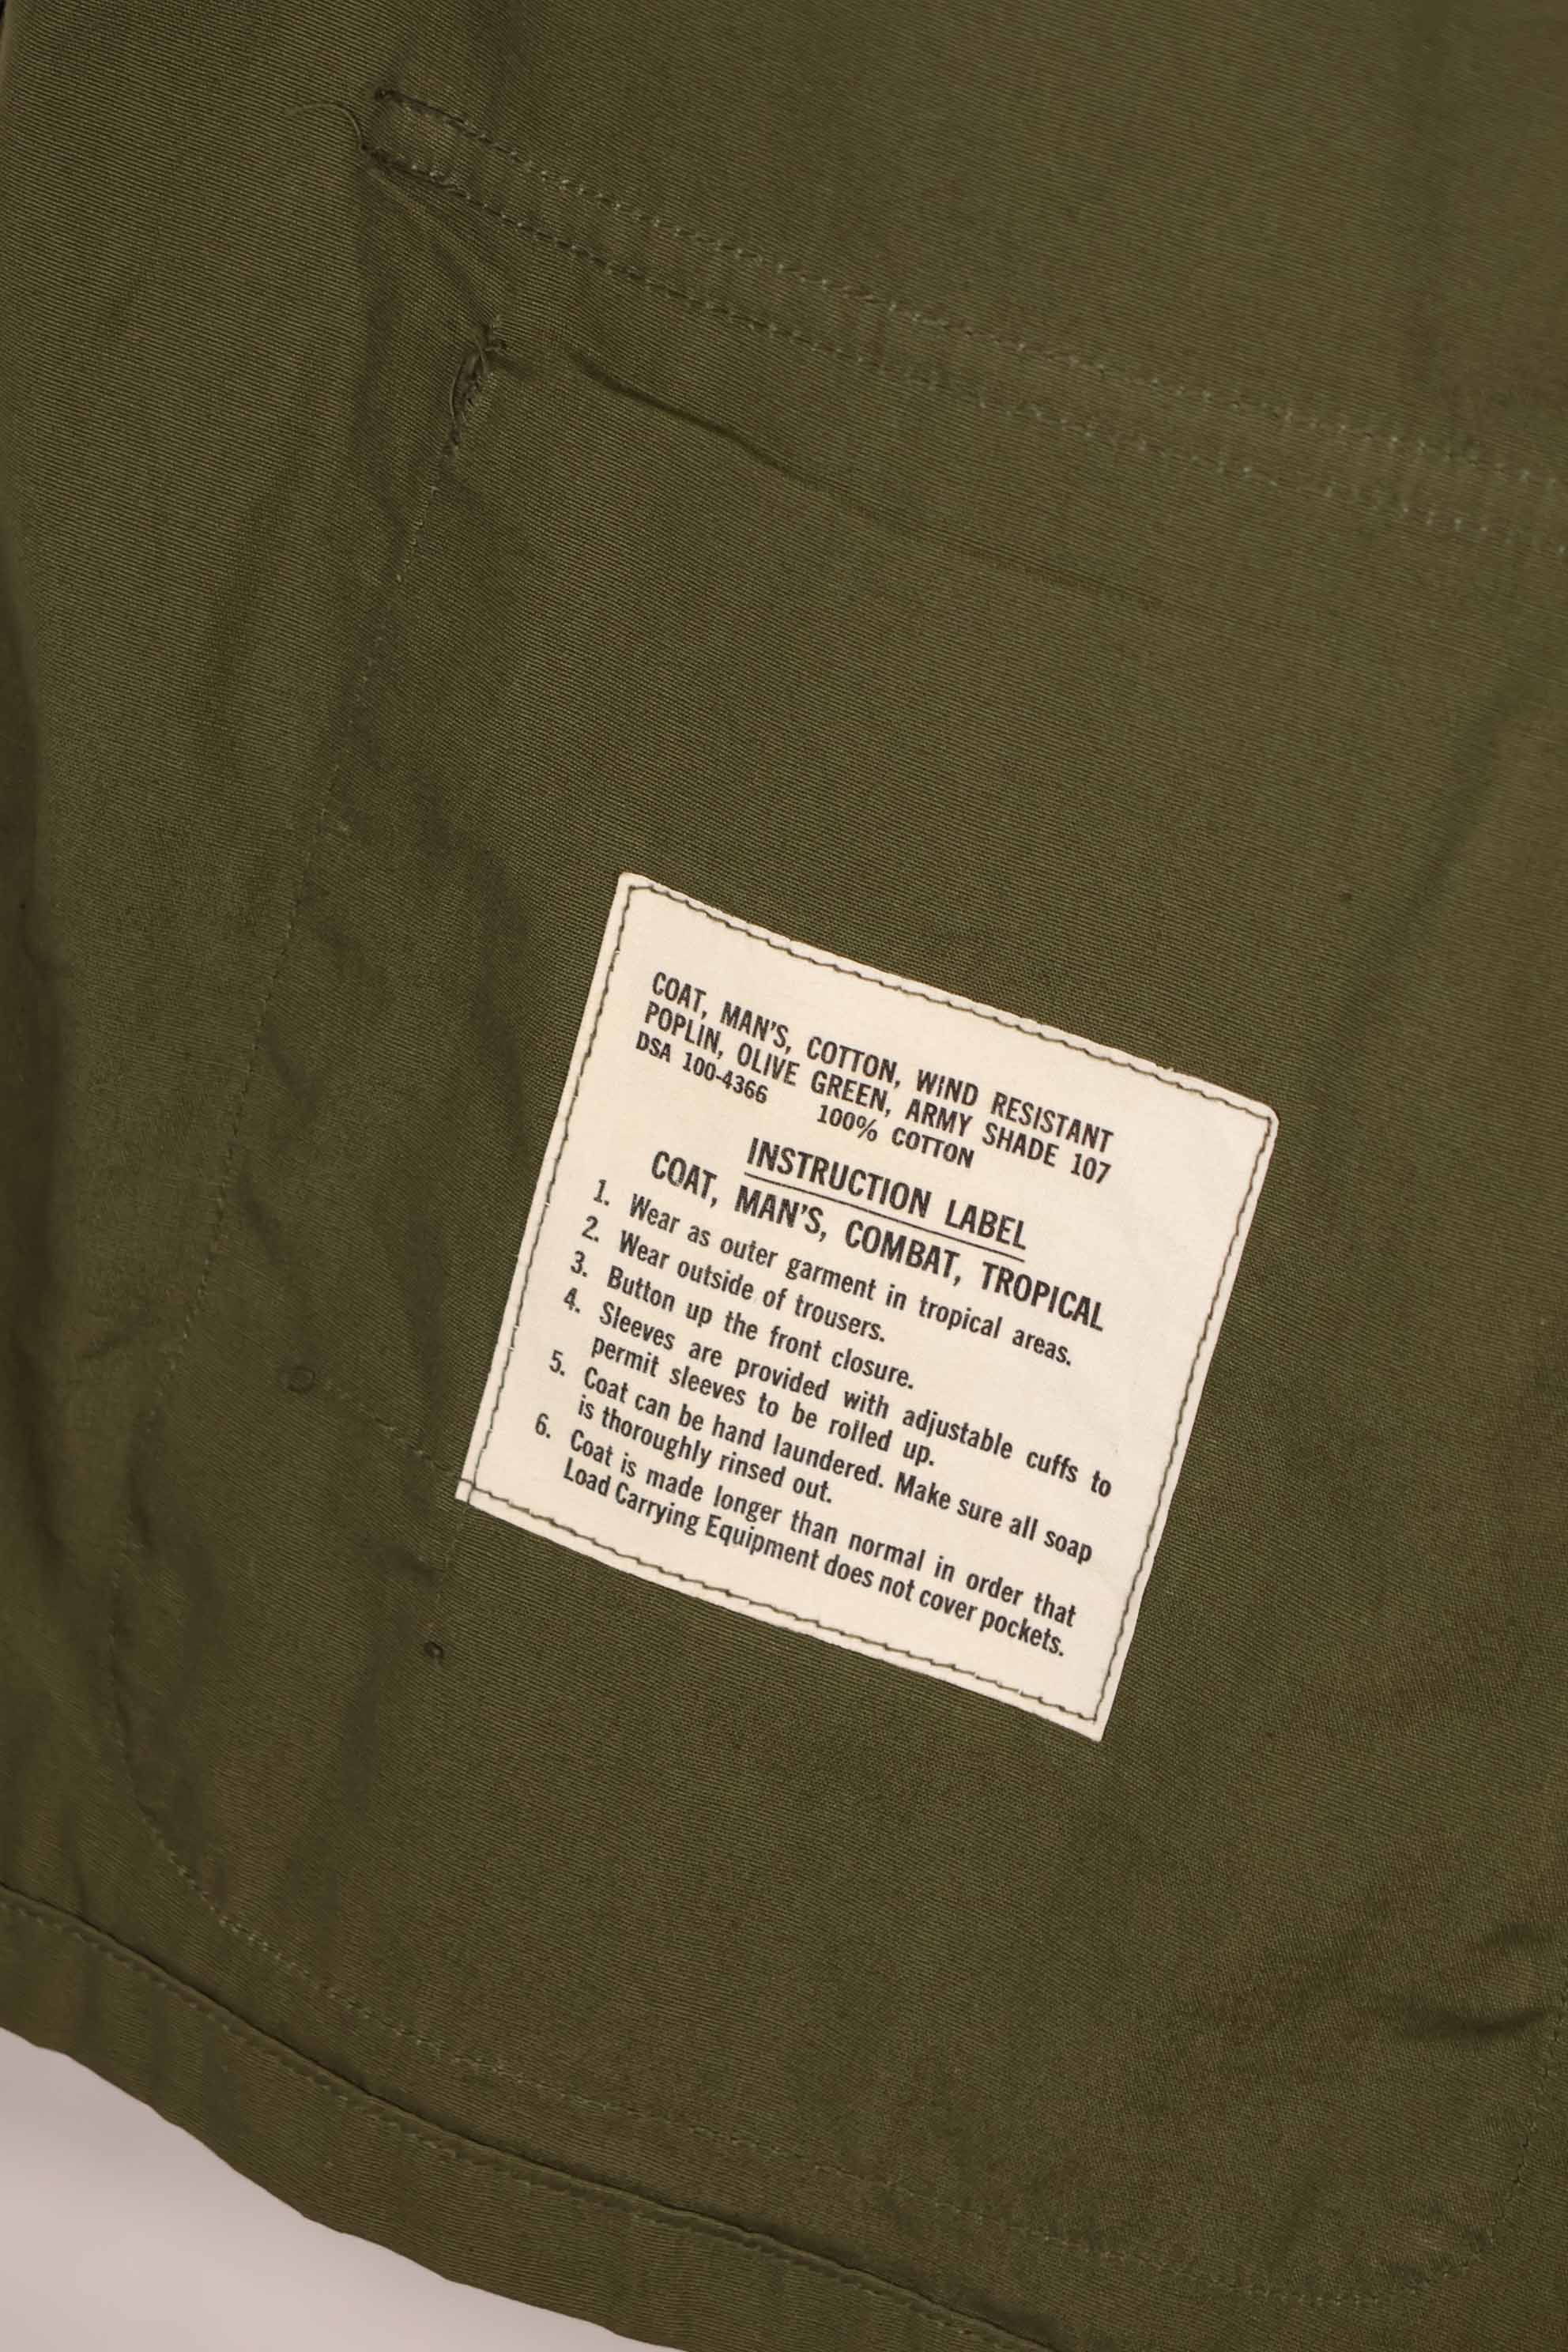 COAT, MAN'S, COTTON, WIND RESISTANT
POPLIN, OLIVE GREEN, ARMY SHADE 107
DSA 100-4366 100% COTTON
INSTRUCTION LABEL
COAT, MAN'S, COMBAT, TROPICAL
1. Wear as outer garment in tropical areas.
2. Wear outside of trousers.
3. Button up the front closure.
4. Sleeves are provided with adjustable cuffs to
permit sleeves to be rolled up.
5. Coat can be hand laundered. Make sure all soap
is thoroughly rinsed out.
6. Coat is made longer than normal in order that
Load Carrying Equipment does not cover pockets.